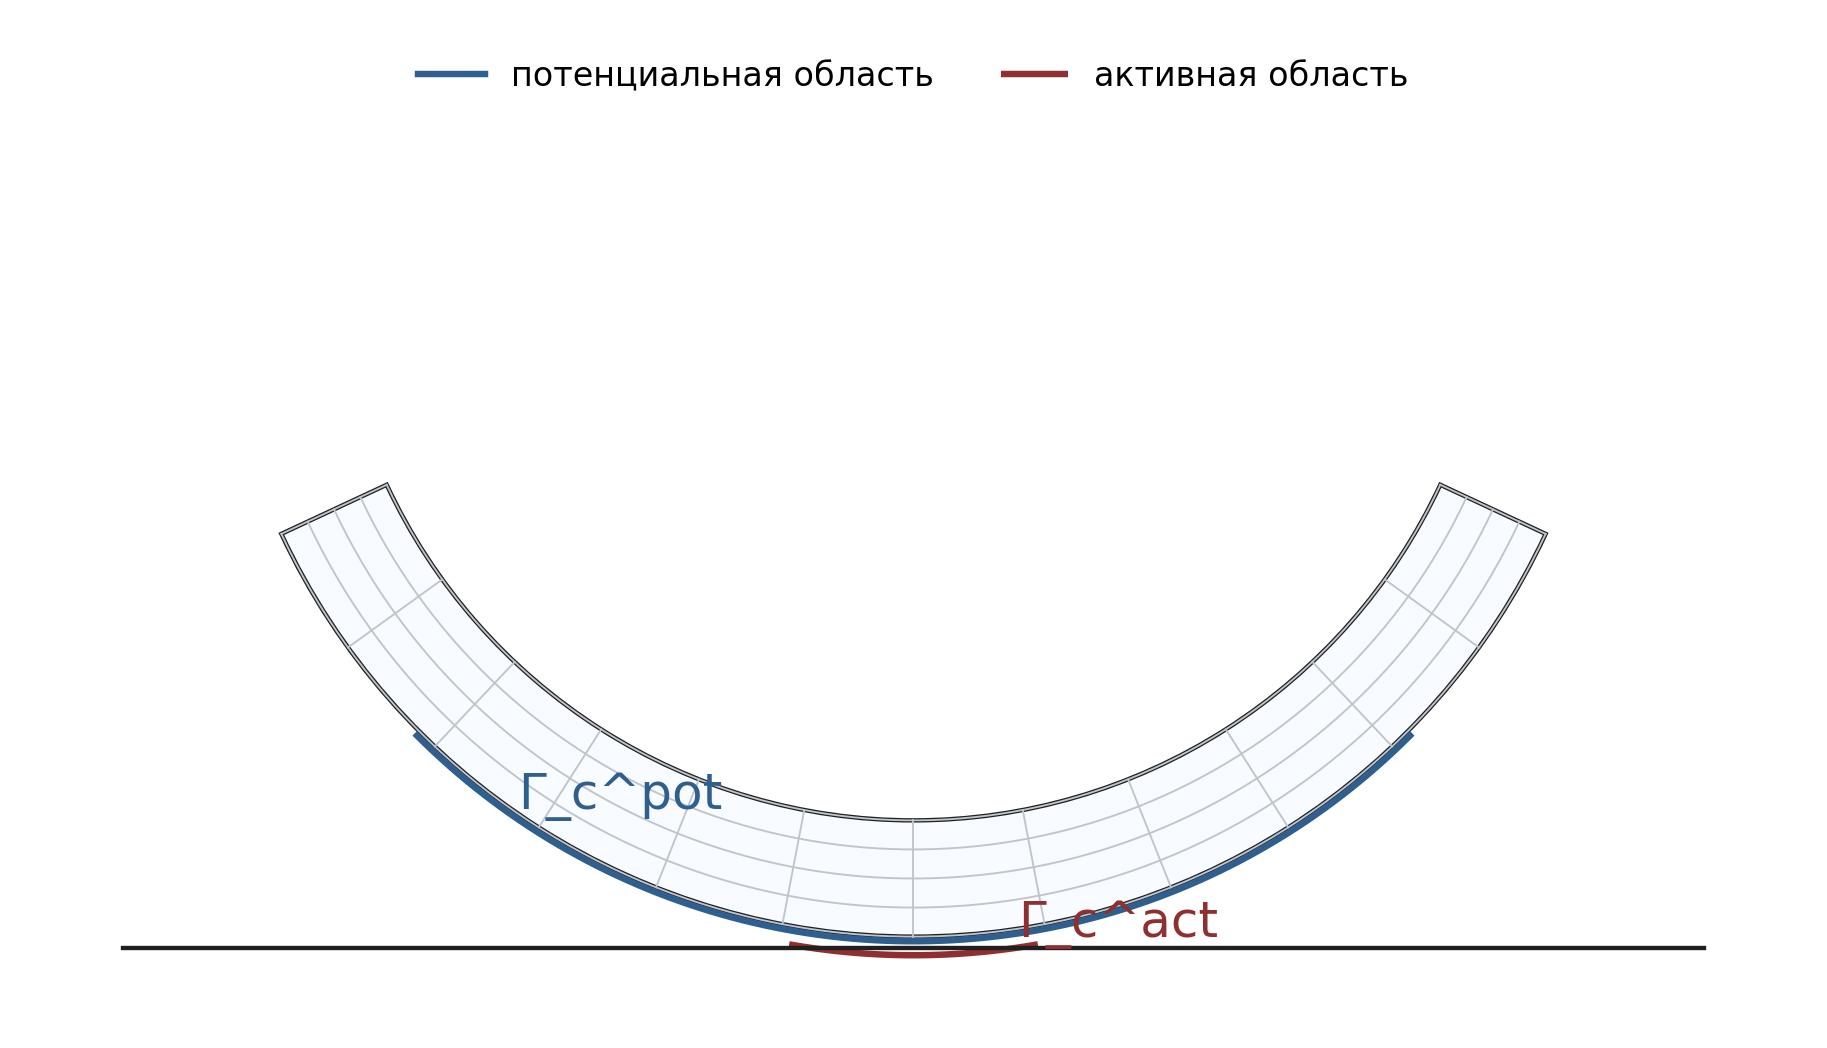 потенциальная область
активная область
Γ_c^pot
Γ_c^act